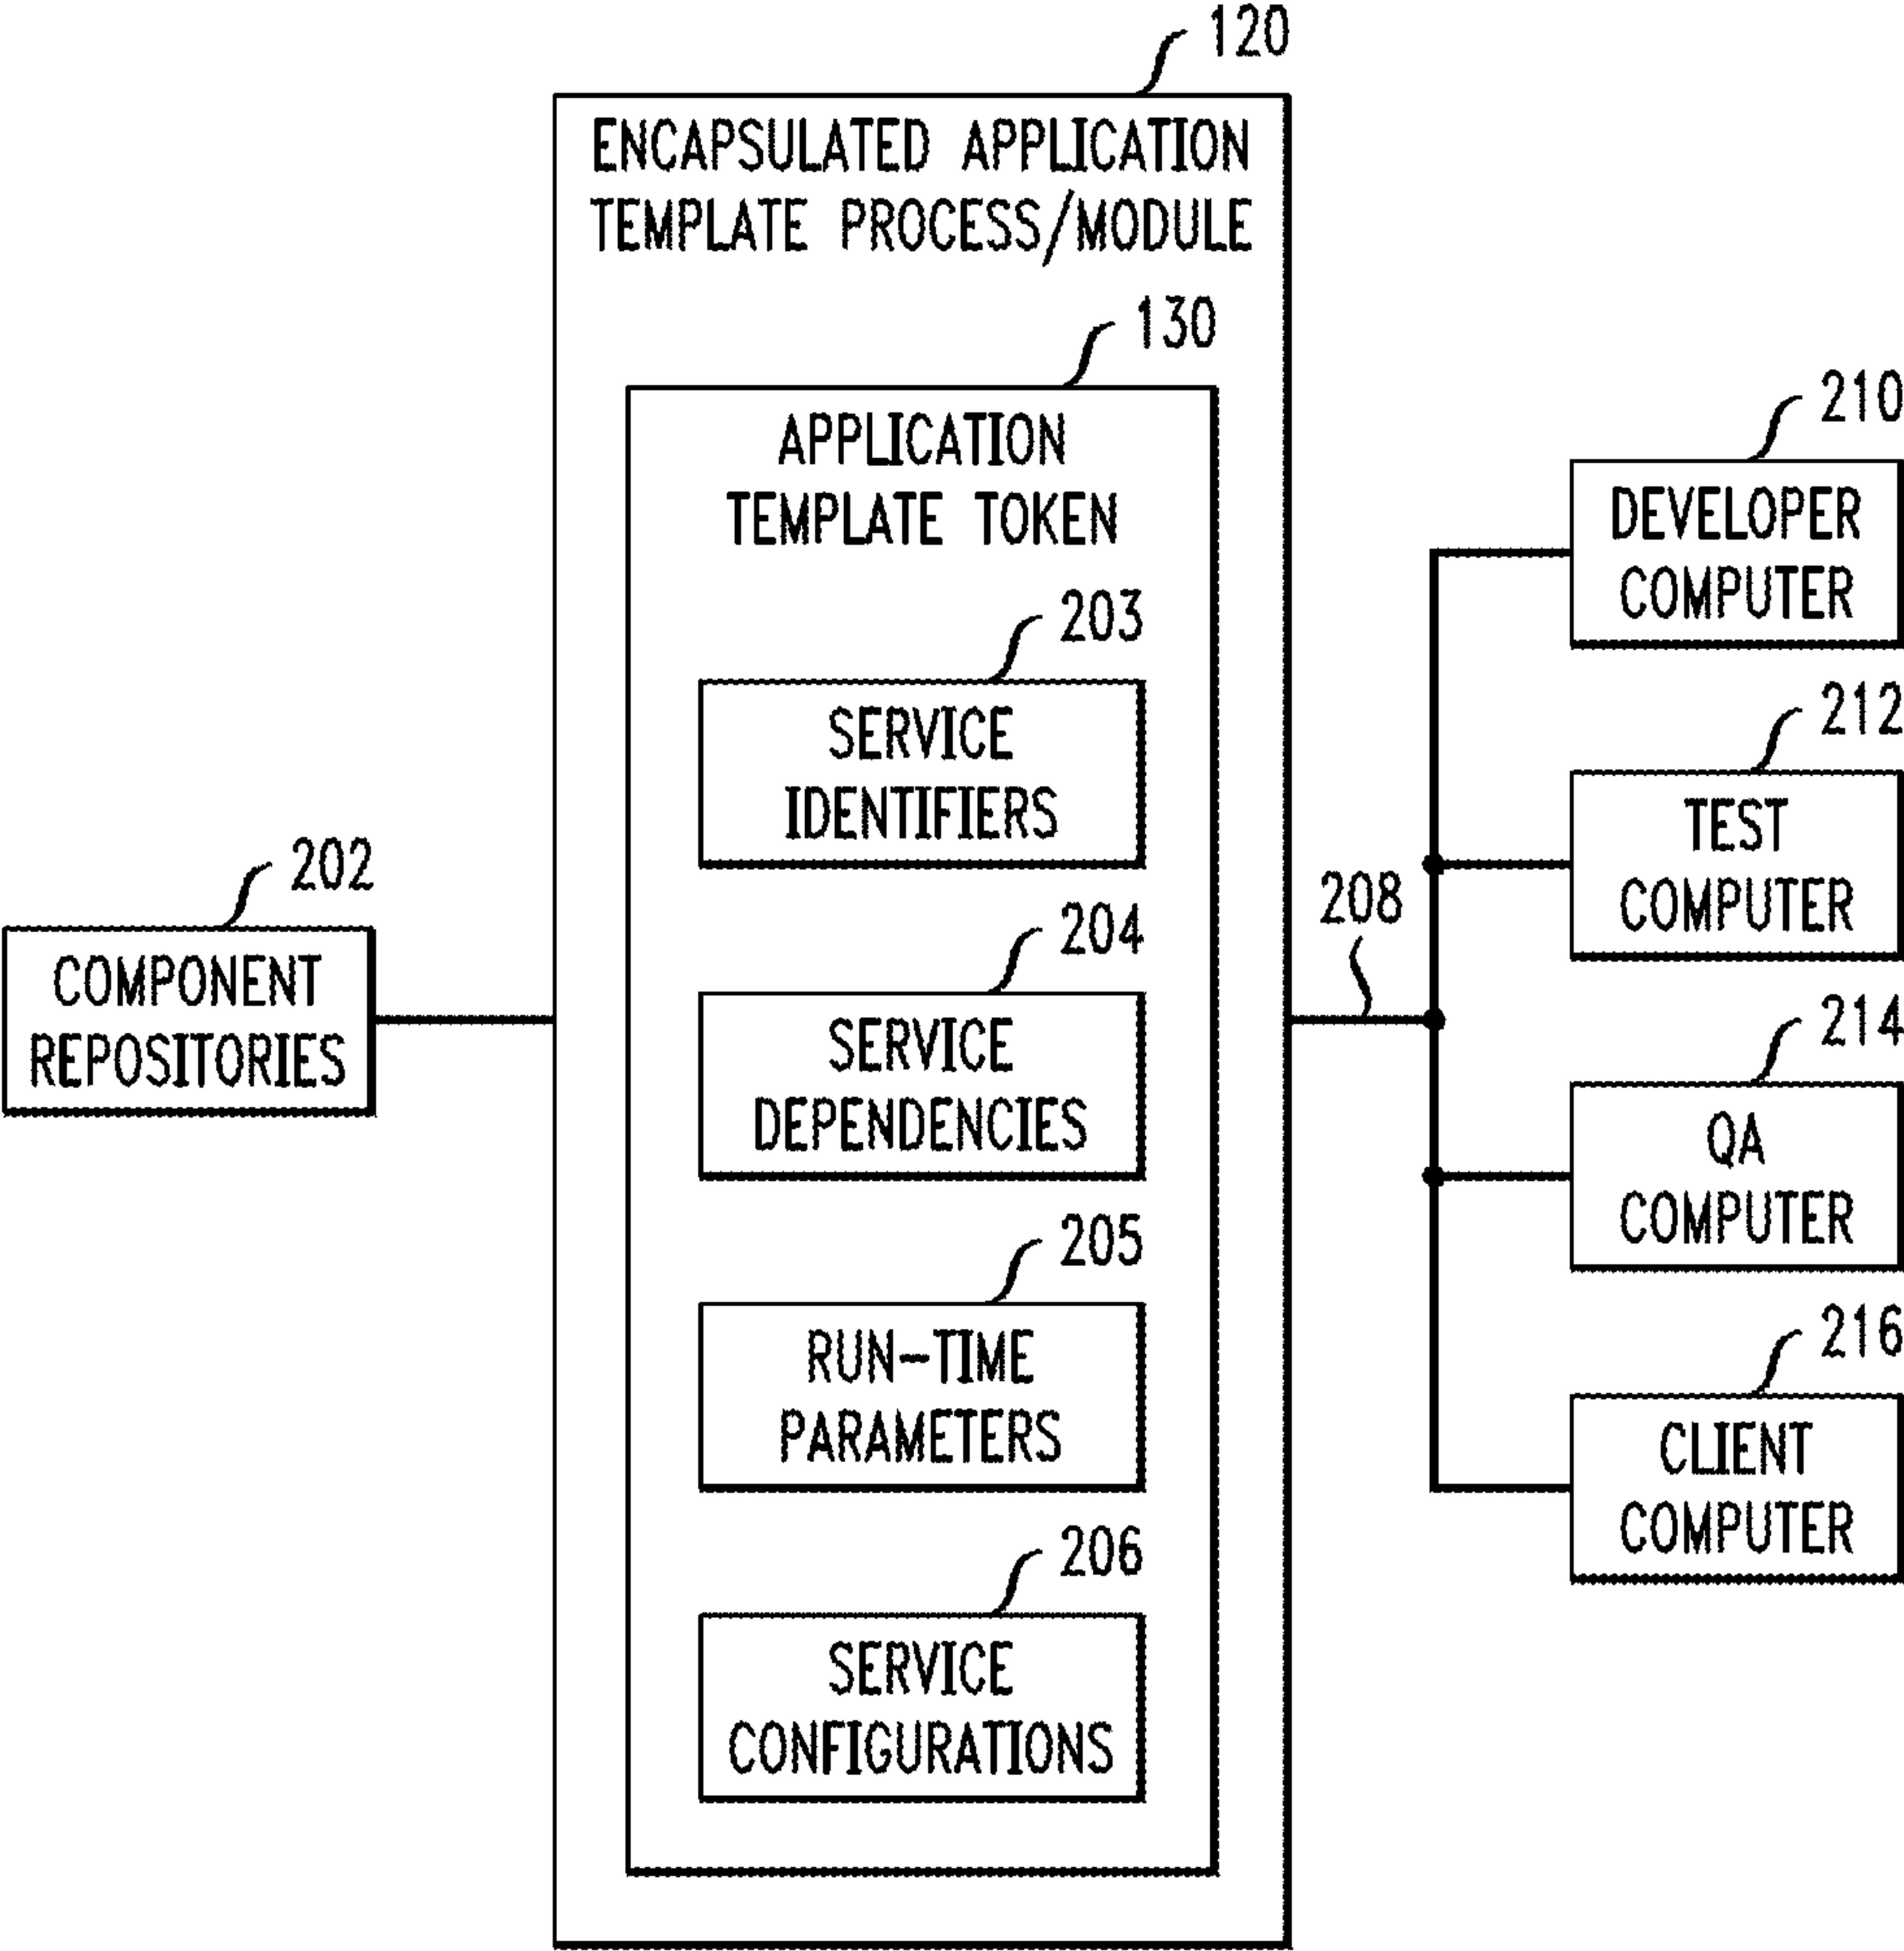 120
ENCAPSULATED APPLICATION
TEMPLATE PROCESS/MODULE
130
APPLICATION
TEMPLATE TOKEN
203
SERVICE
IDENTIFIERS
204
SERVICE
DEPENDENCIES
205
RUN-TIME
PARAMETERS
206
SERVICE
CONFIGURATIONS
202
COMPONENT
REPOSITORIES
208
210
DEVELOPER
COMPUTER
212
TEST
COMPUTER
214
QA
COMPUTER
216
CLIENT
COMPUTER